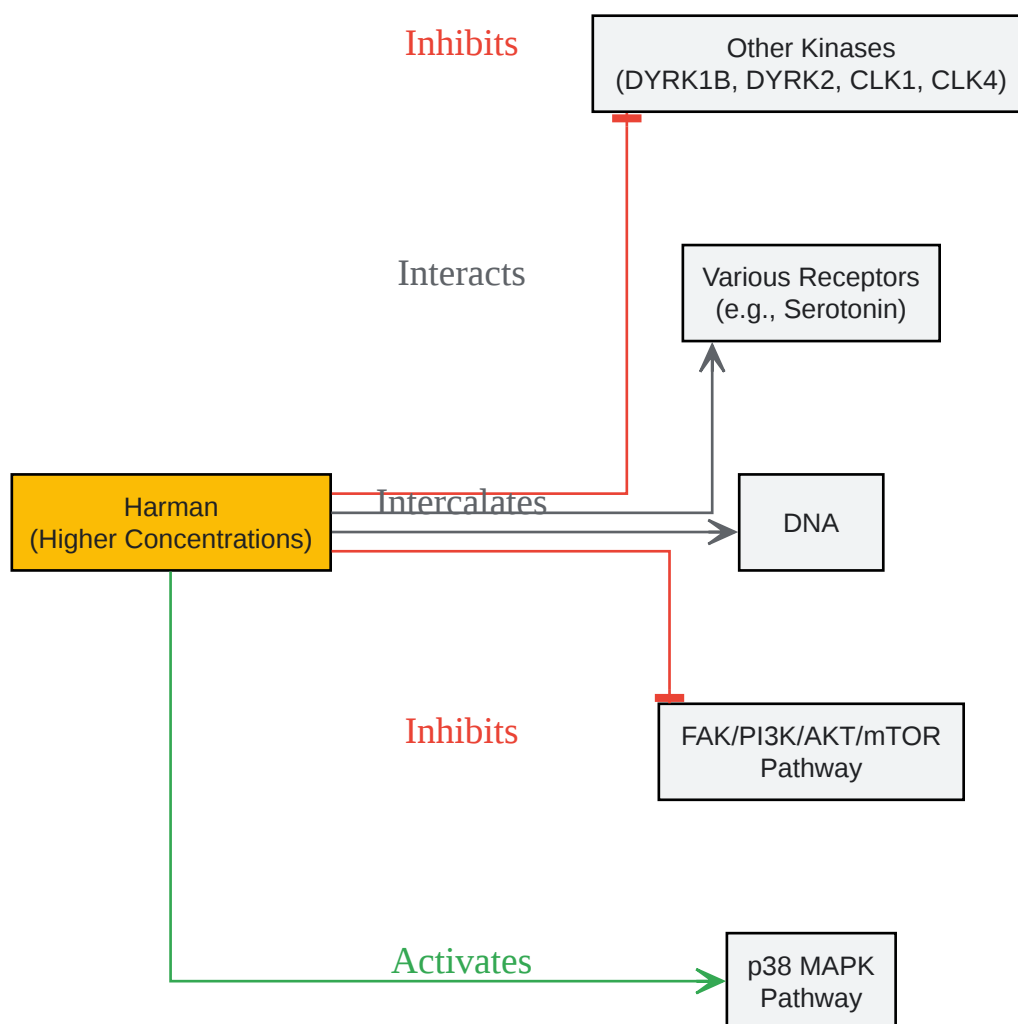 Inhibits
Other Kinases
(DYRK1B, DYRK2, CLK1, CLK4)
Interacts
Various Receptors
(e.g., Serotonin)
Harman
(Higher Concentrations)
Intercalates
DNA
Inhibits
FAK/PI3K/AKT/mTOR
Pathway
Activates
p38 MAPK
Pathway